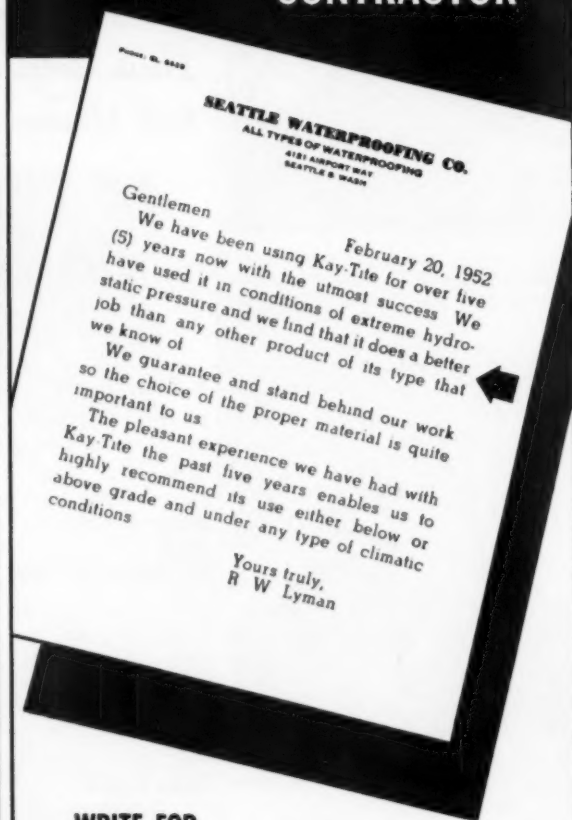 CONTRACTOR
SEATTLE WATERPROOFING CO.
ALL TYPES OF WATERPROOFING
4181 AIRPORT WAY
SEATTLE 8 WASH
February 20, 1952
Gentlemen
We have been using Kay-Tite for over five
(5) years now with the utmost success We
have used it in conditions of extreme hydro-
static pressure and we find that it does a better
job than any other product of its type that
we know of
We guarantee and stand behind our work
so the choice of the proper material is quite
important to us
The pleasant experience we have had with
Kay-Tite the past five years enables us to
highly recommend its use either below or
above grade and under any type of climatic
conditions
Yours truly,
R W Lyman
WRITE FOR